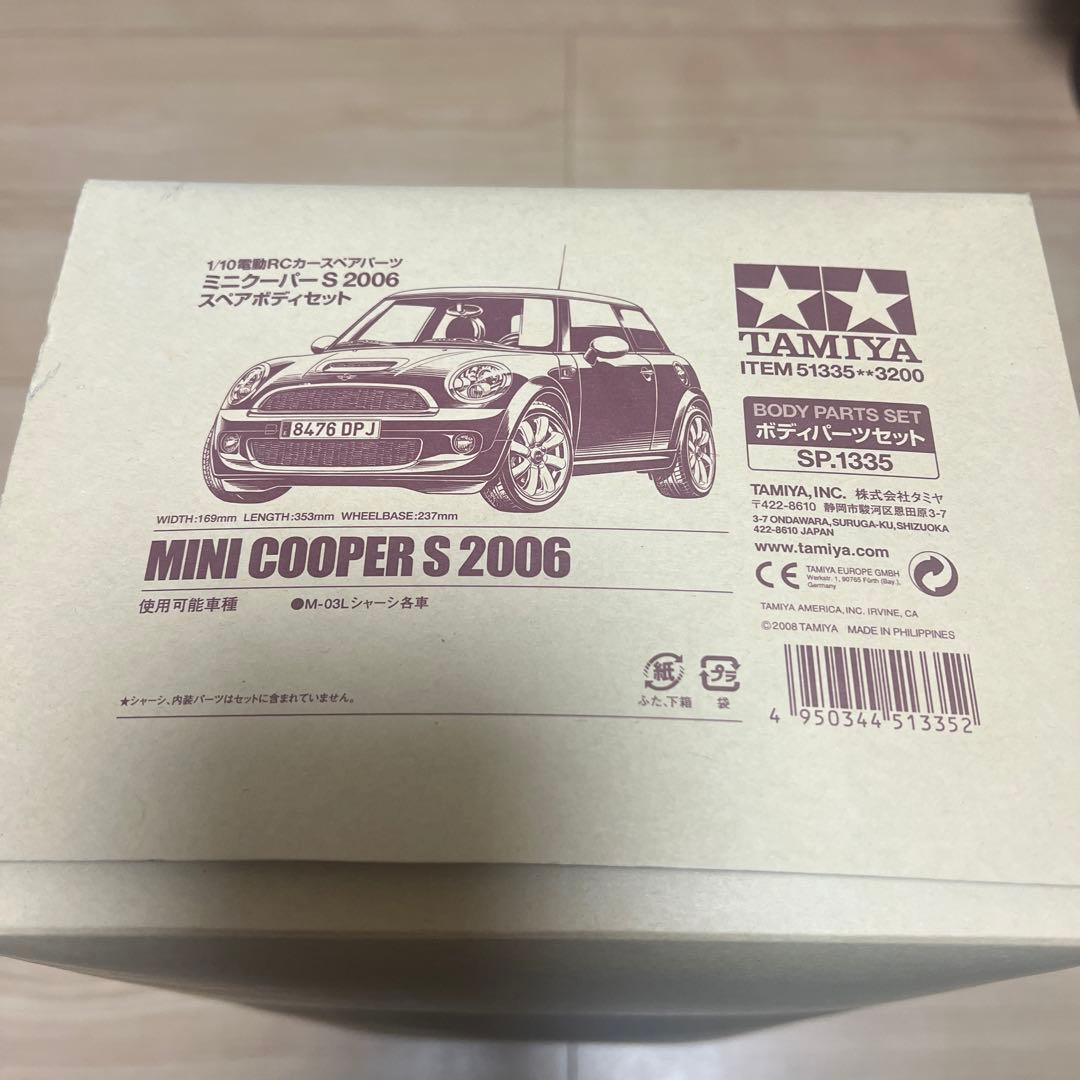 1/10電動RCカースペアパーツ
ミニクーパーS 2006
スペアボディセット
8476 DPJ
WIDTH:169mm LENGTH:353mm WHEELBASE:237mm
MINI COOPER S 2006
使用可能車種 ●M-03Lシャーシ各車
★シャーシ、内装パーツはセットに含まれていません。
TAMIYA
ITEM 51335**3200
BODY PARTS SET
ボディパーツセット
SP.1335
TAMIYA, INC. 株式会社タミヤ
〒422-8610 静岡市駿河区恩田原3-7
3-7 ONDAWARA, SURUGA-KU, SHIZUOKA
422-8610 JAPAN
www.tamiya.com
CE
TAMIYA EUROPE GMBH
Werkstr. 1, 90765 Fürth (Bay.),
Germany
TAMIYA AMERICA, INC. IRVINE, CA
©2008 TAMIYA MADE IN PHILIPPINES
紙 プラ
ふた、下箱 袋
4 950344 513352